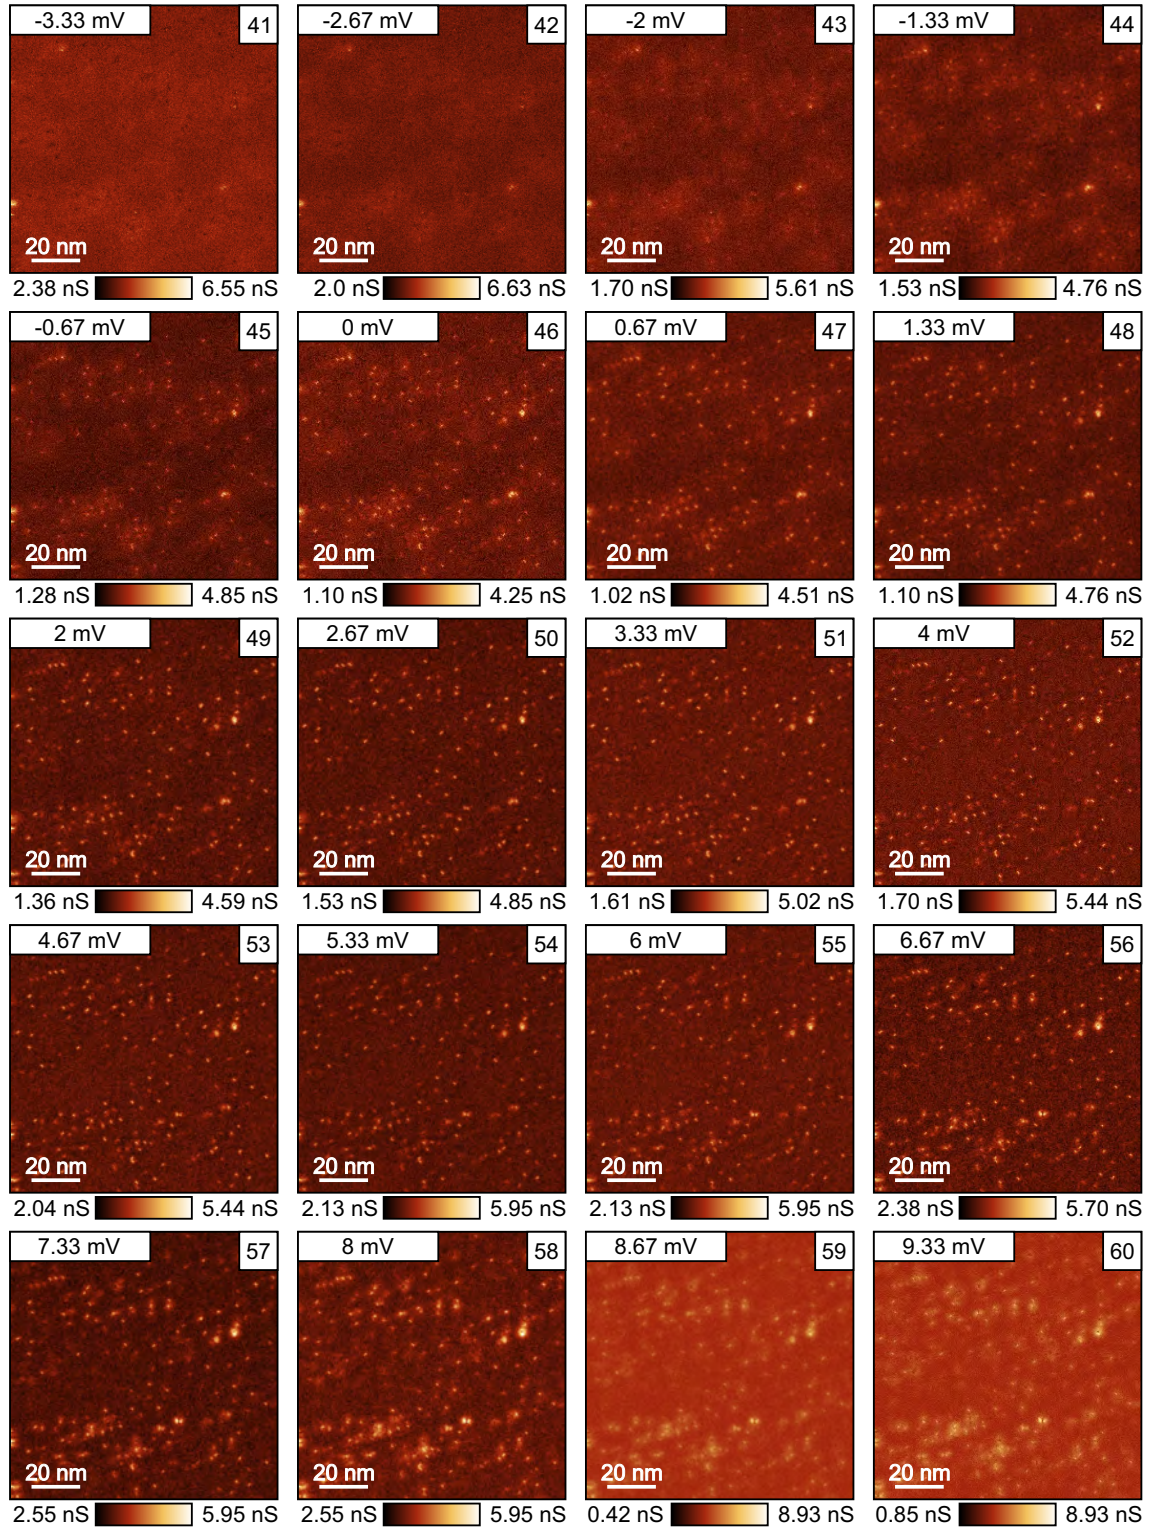 -3.33 mV 41 -2.67 mV 42 -2 mV 43 -1.33 mV 44
20 nm 20 nm 20 nm 20 nm
2.38 nS 6.55 nS 2.0 nS 6.63 nS 1.70 nS 5.61 nS 1.53 nS 4.76 nS
-0.67 mV 45 0 mV 46 0.67 mV 47 1.33 mV 48
20 nm 20 nm 20 nm 20 nm
1.28 nS 4.85 nS 1.10 nS 4.25 nS 1.02 nS 4.51 nS 1.10 nS 4.76 nS
2 mV 49 2.67 mV 50 3.33 mV 51 4 mV 52
20 nm 20 nm 20 nm 20 nm
1.36 nS 4.59 nS 1.53 nS 4.85 nS 1.61 nS 5.02 nS 1.70 nS 5.44 nS
4.67 mV 53 5.33 mV 54 6 mV 55 6.67 mV 56
20 nm 20 nm 20 nm 20 nm
2.04 nS 5.44 nS 2.13 nS 5.95 nS 2.13 nS 5.95 nS 2.38 nS 5.70 nS
7.33 mV 57 8 mV 58 8.67 mV 59 9.33 mV 60
20 nm 20 nm 20 nm 20 nm
2.55 nS 5.95 nS 2.55 nS 5.95 nS 0.42 nS 8.93 nS 0.85 nS 8.93 nS